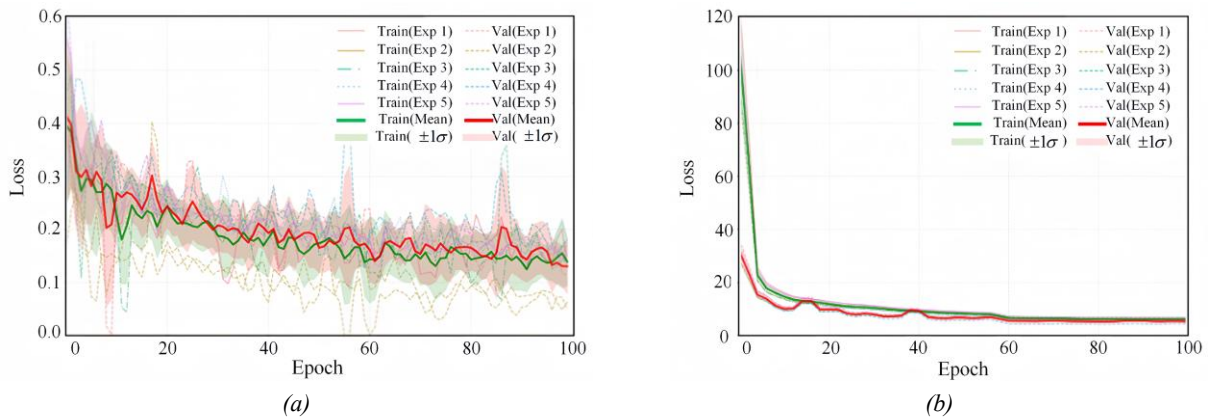 0.6
0.5
0.4
0.3
0.2
0.1
0.0
Loss
0 20 40 60 80 100
Epoch
Train(Exp 1) Val(Exp 1)
Train(Exp 2) Val(Exp 2)
Train(Exp 3) Val(Exp 3)
Train(Exp 4) Val(Exp 4)
Train(Exp 5) Val(Exp 5)
Train(Mean) Val(Mean)
Train( ±1σ) Val( ±1σ)
(a)
120
100
80
60
40
20
0
Loss
0 20 40 60 80 100
Epoch
Train(Exp 1) Val(Exp 1)
Train(Exp 2) Val(Exp 2)
Train(Exp 3) Val(Exp 3)
Train(Exp 4) Val(Exp 4)
Train(Exp 5) Val(Exp 5)
Train(Mean) Val(Mean)
Train( ±1σ ) Val( ±1σ)
(b)